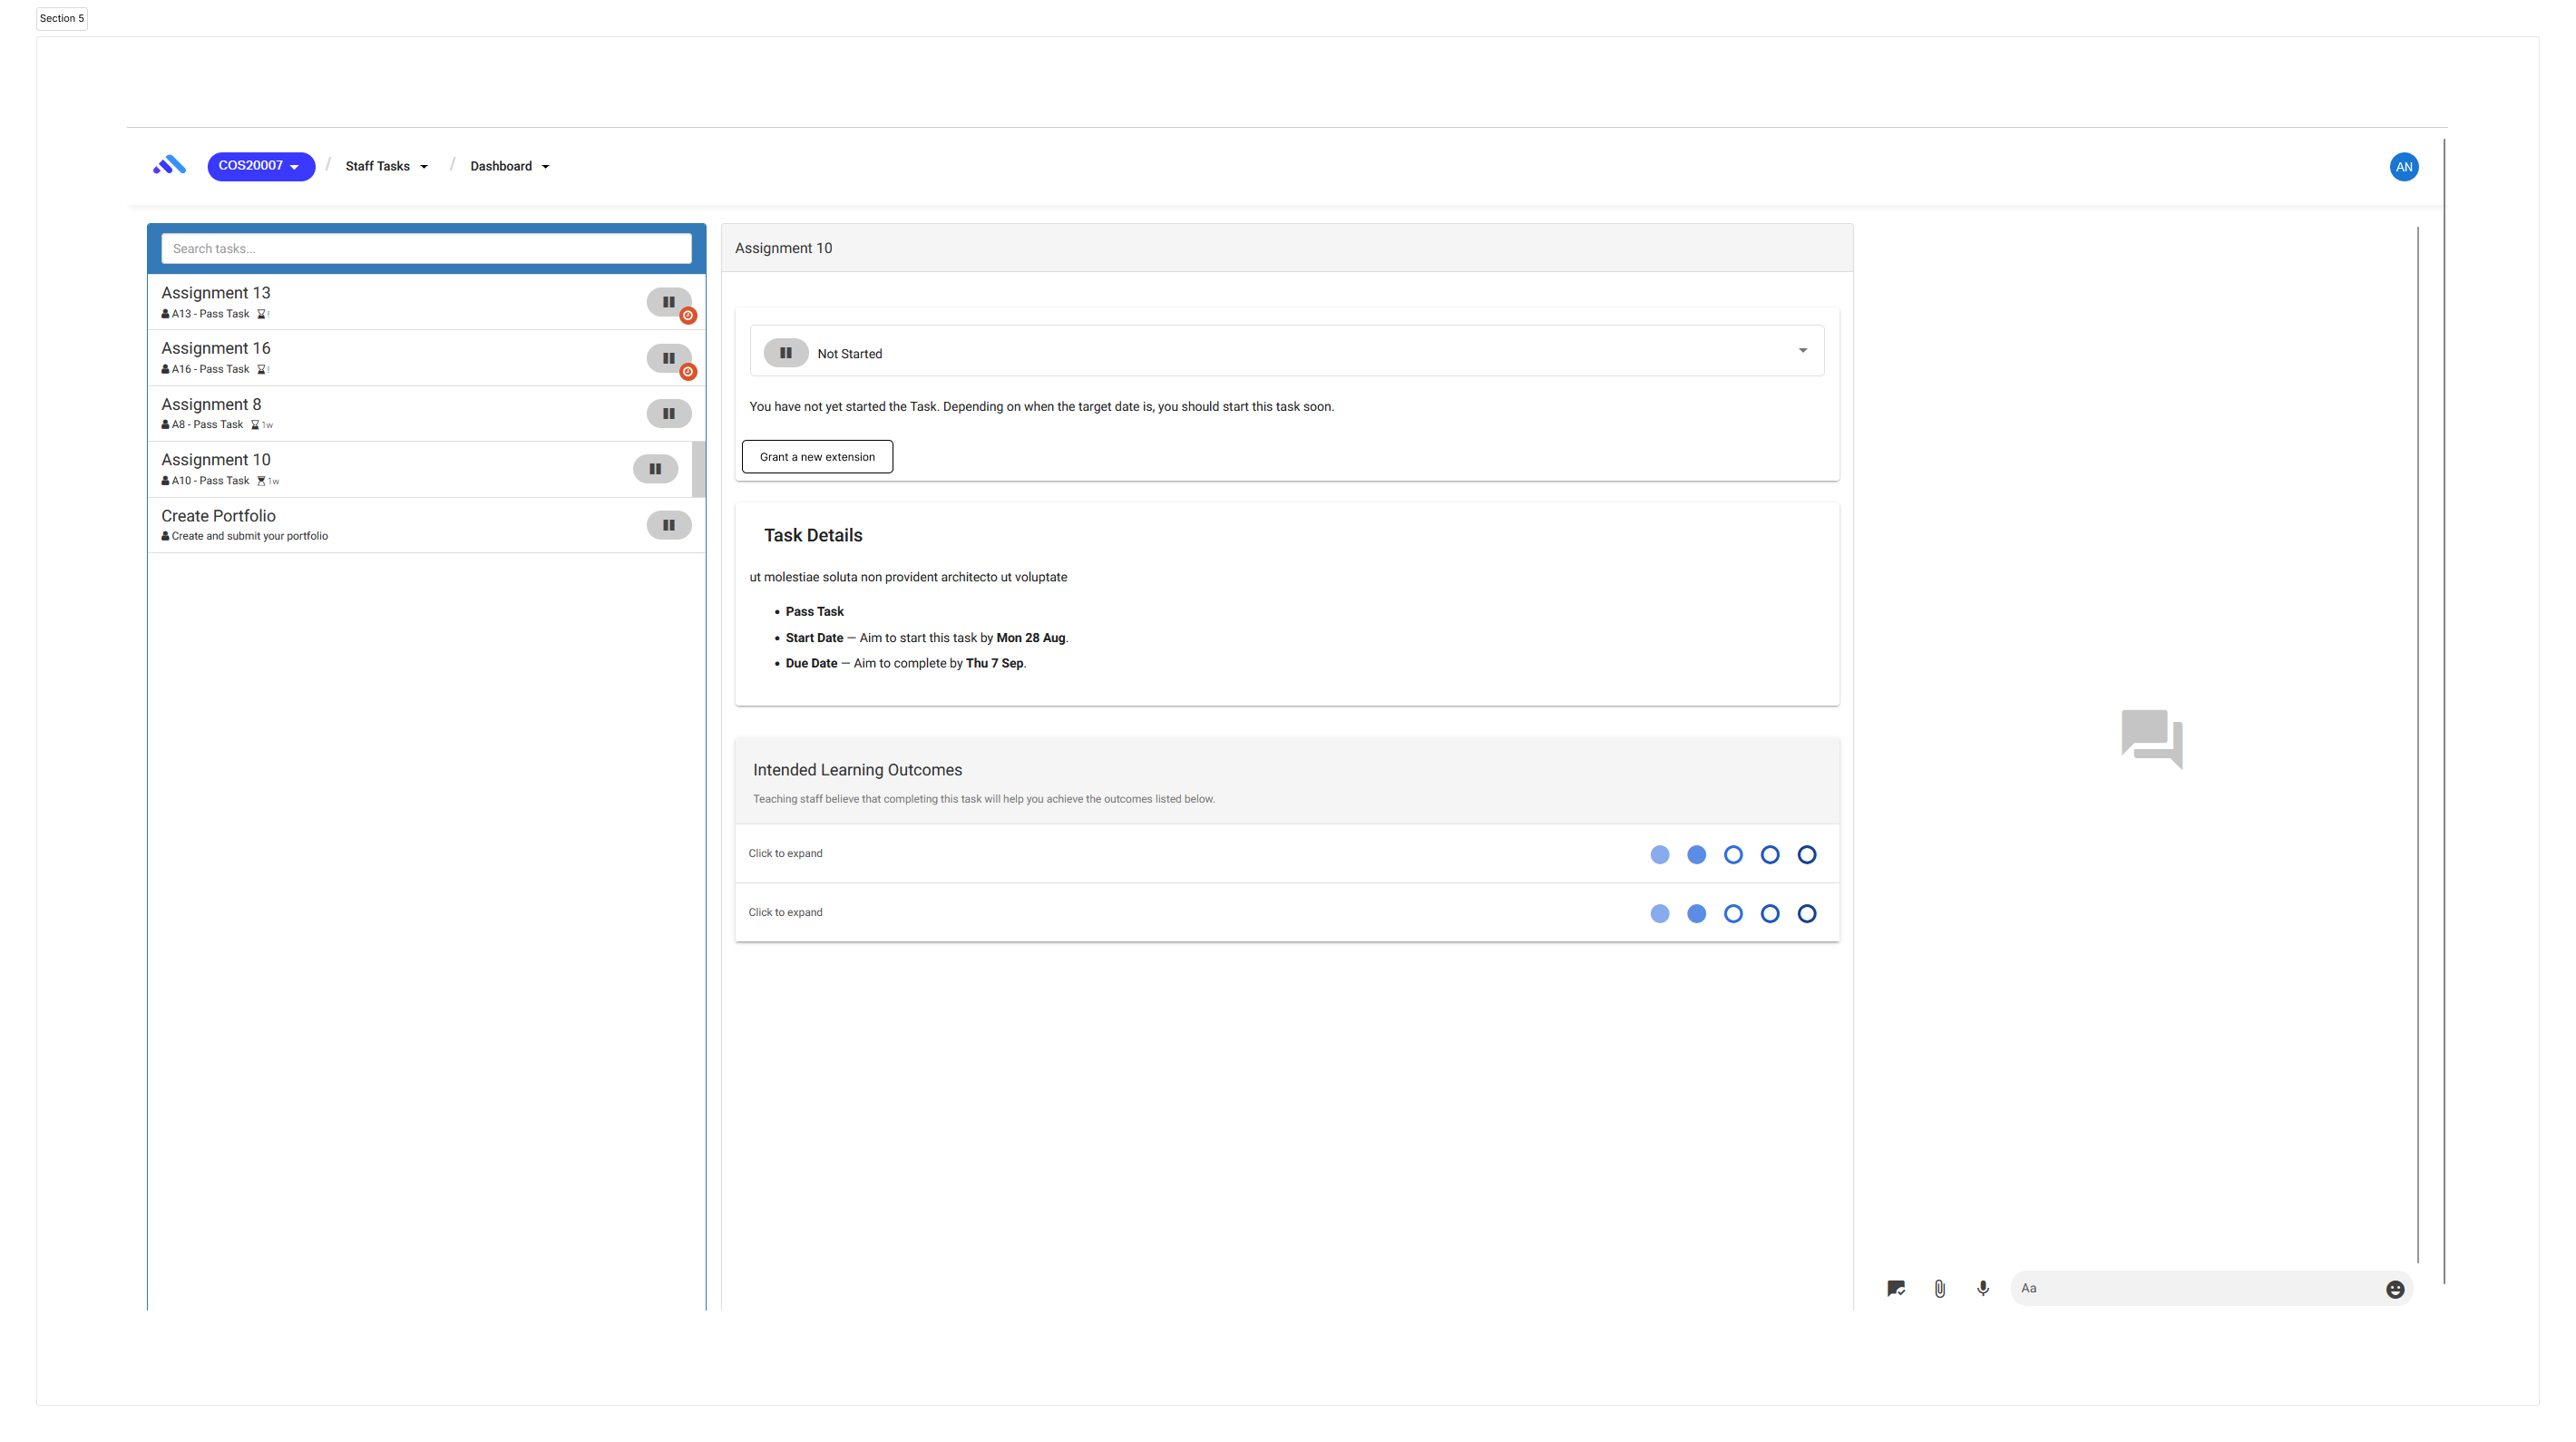 Section 5
COS20007 / Staff Tasks / Dashboard
AN
Search tasks...
Assignment 13
A13 - Pass Task !
Assignment 16
A16 - Pass Task !
Assignment 8
A8 - Pass Task 1w
Assignment 10
A10 - Pass Task 1w
Create Portfolio
Create and submit your portfolio
Assignment 10
Not Started
You have not yet started the Task. Depending on when the target date is, you should start this task soon.
Grant a new extension
Task Details
ut molestiae soluta non provident architecto ut voluptate
• Pass Task
• Start Date — Aim to start this task by Mon 28 Aug.
• Due Date — Aim to complete by Thu 7 Sep.
Intended Learning Outcomes
Teaching staff believe that completing this task will help you achieve the outcomes listed below.
Click to expand
Click to expand
Aa